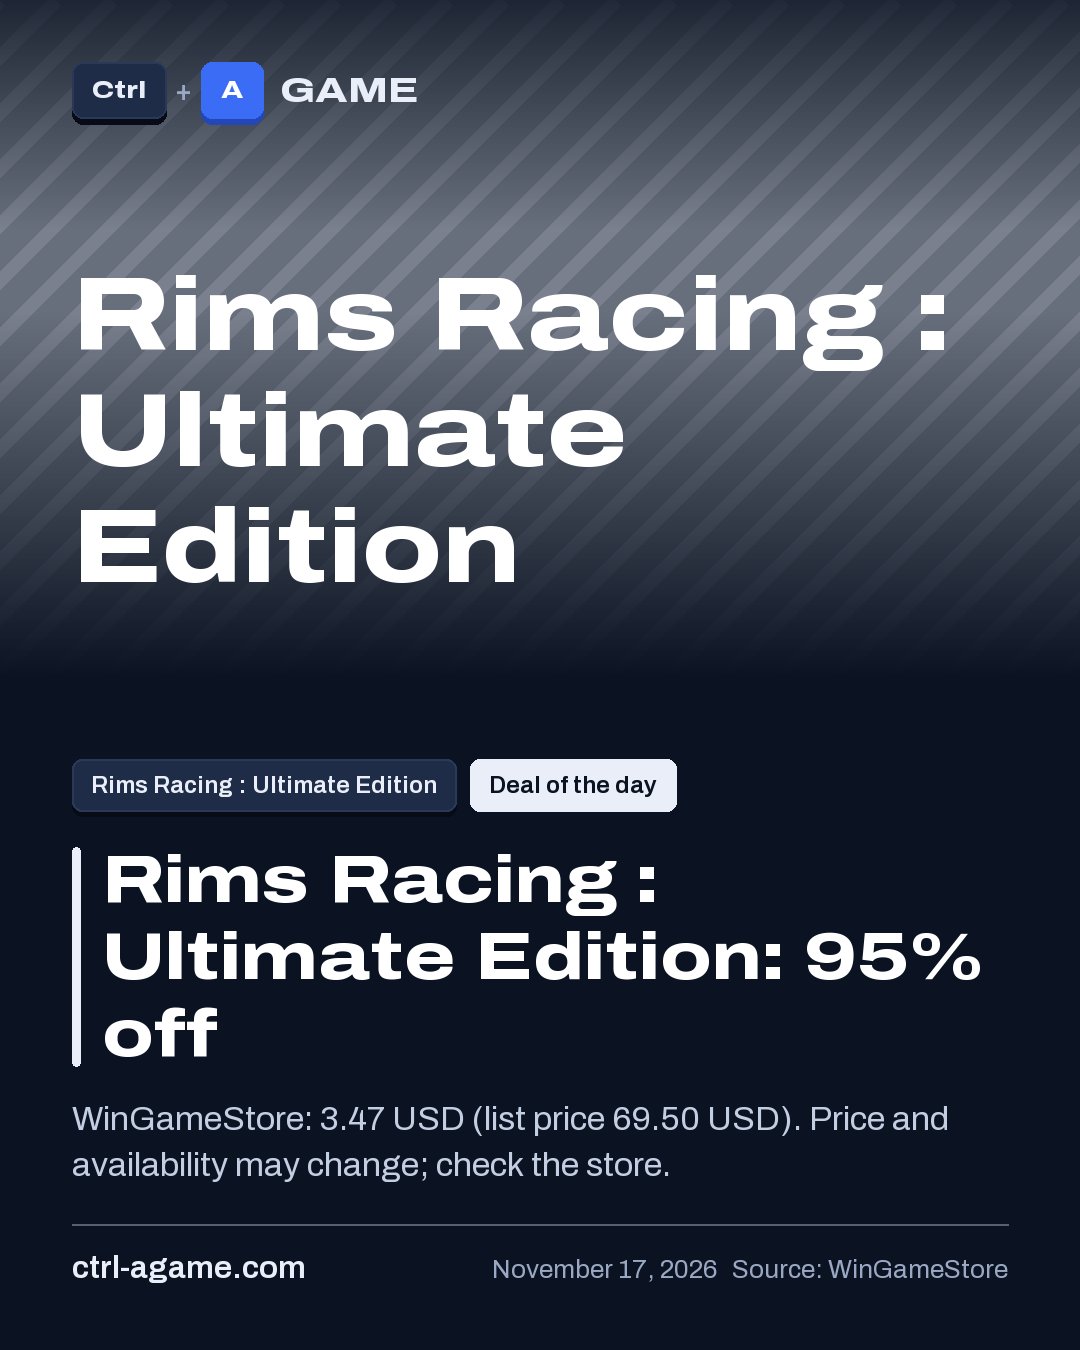 Ctrl + A GAME
Rims Racing :
Ultimate
Edition
Rims Racing : Ultimate Edition
Deal of the day
Rims Racing :
Ultimate Edition: 95%
off
WinGameStore: 3.47 USD (list price 69.50 USD). Price and
availability may change; check the store.
ctrl-agame.com
November 17, 2026 Source: WinGameStore